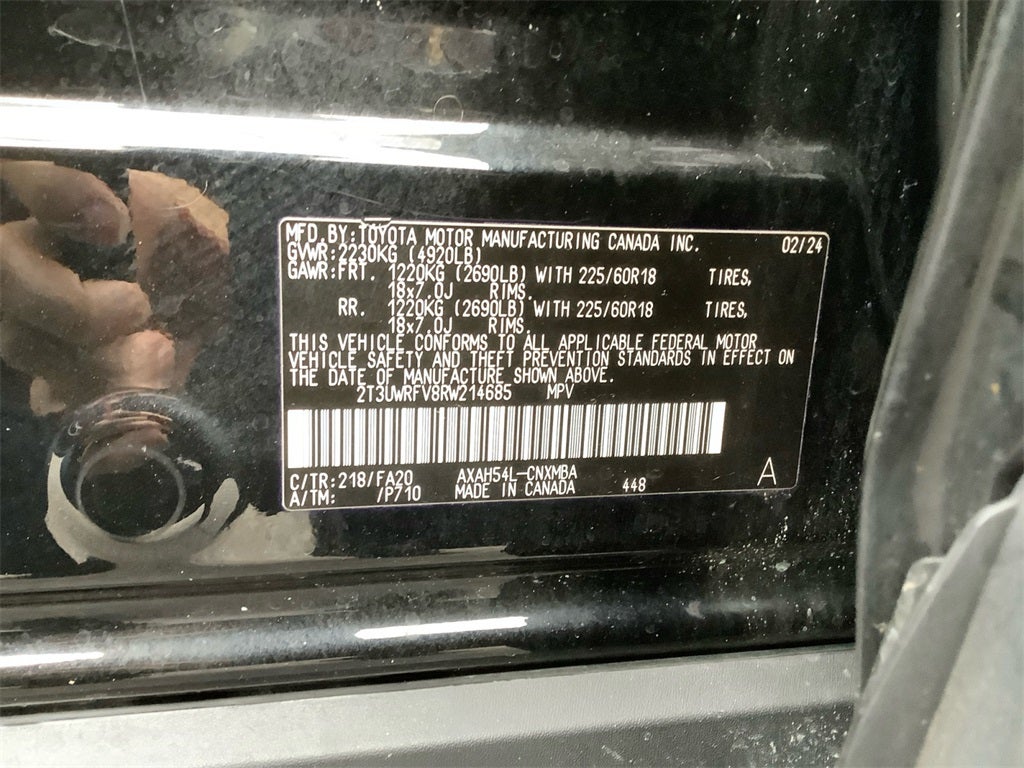 MFD. BY: TOYOTA MOTOR MANUFACTURING CANADA INC. 02/24
GVWR: 2230KG (4920LB)
GAWR: FRT. 1220KG (2690LB) WITH 225/60R18 TIRES,
18x7.0J RIMS.
RR. 1220KG (2690LB) WITH 225/60R18 TIRES,
18x7.0J RIMS.
THIS VEHICLE CONFORMS TO ALL APPLICABLE FEDERAL MOTOR
VEHICLE SAFETY AND THEFT PREVENTION STANDARDS IN EFFECT ON
THE DATE OF MANUFACTURE SHOWN ABOVE.
2T3UWRFV8RW214685 MPV
C/TR: 218/FA20 AXAH54L-CNXMBA
A/TM: /P710 MADE IN CANADA 448 A